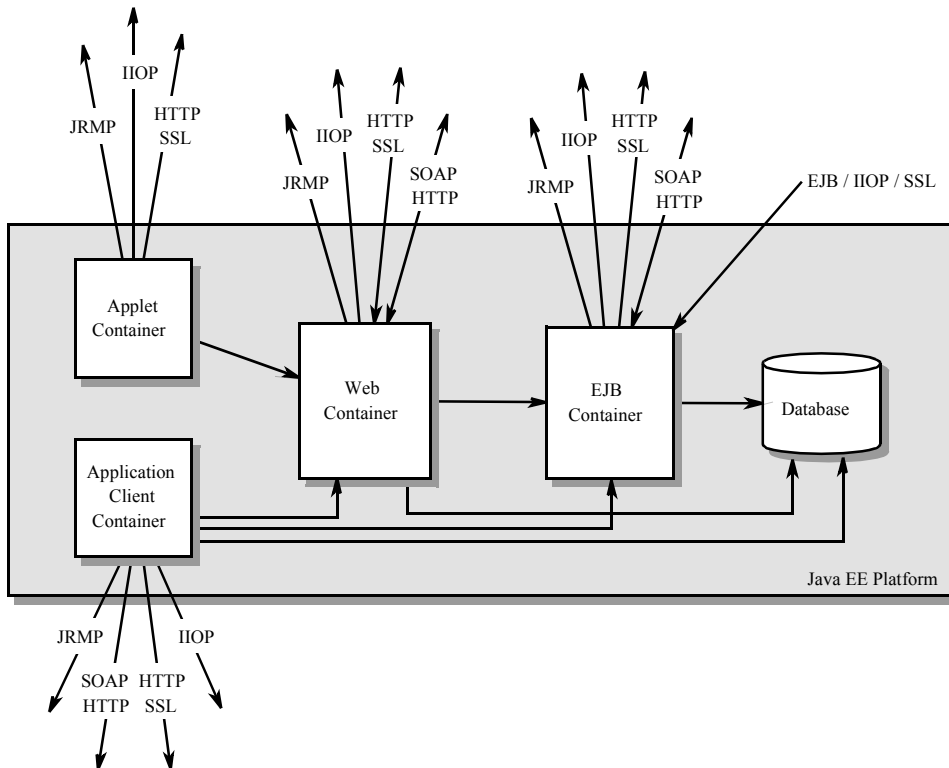 IIOP
HTTP
SSL
JRMP
IIOP
HTTP
SSL
JRMP
SOAP
HTTP
IIOP
HTTP
SSL
JRMP
SOAP
HTTP
EJB / IIOP / SSL
Applet
Container
Web
Container
EJB
Container
Database
Application
Client
Container
Java EE Platform
JRMP
IIOP
SOAP
HTTP
HTTP
SSL